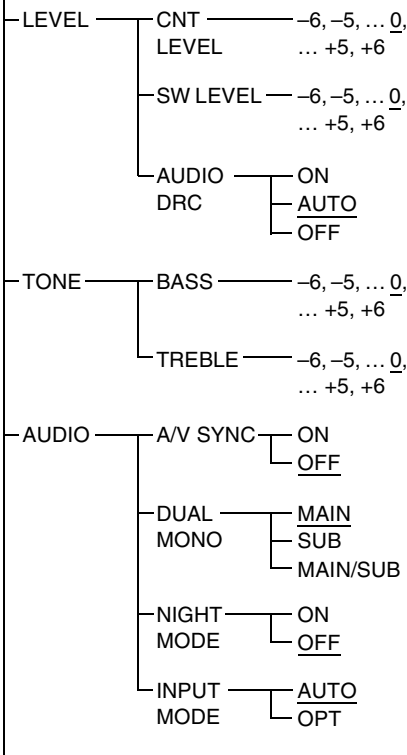 LEVEL CNT –6, –5, … 0,
LEVEL … +5, +6
SW LEVEL –6, –5, … 0,
… +5, +6
AUDIO ON
DRC AUTO
OFF
TONE BASS –6, –5, … 0,
… +5, +6
TREBLE –6, –5, … 0,
… +5, +6
AUDIO A/V SYNC ON
OFF
DUAL MAIN
MONO SUB
MAIN/SUB
NIGHT ON
MODE OFF
INPUT AUTO
MODE OPT